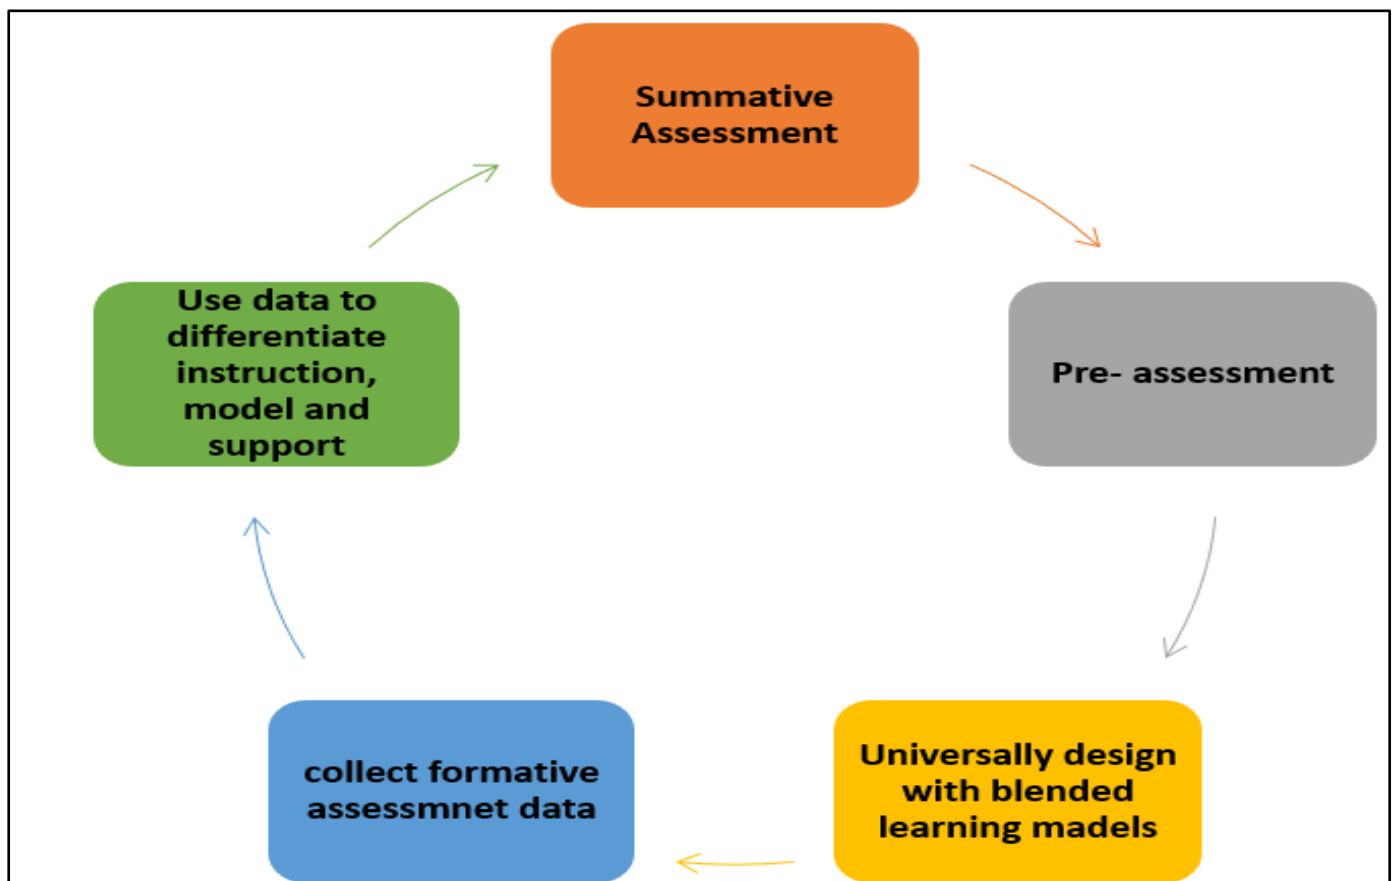 Summative
Assessment
Pre- assessment
Universally design
with blended
learning madels
collect formative
assessmnet data
Use data to
differentiate
instruction,
model and
support